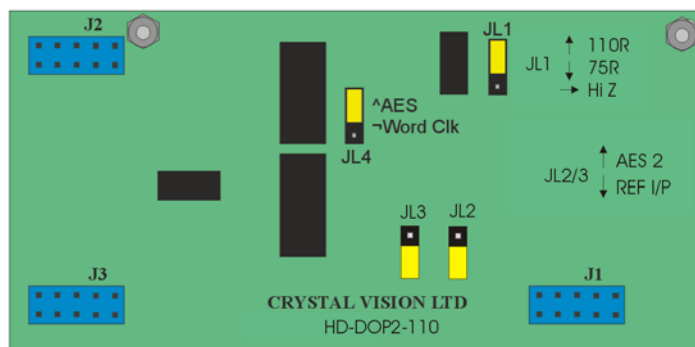 J2
JL1
JL1
↑ 110R
↓ 75R
→ Hi Z
^AES
¬Word Clk
JL4
JL2/3
↑ AES 2
↓ REF I/P
JL3
JL2
J3
J1
CRYSTAL VISION LTD
HD-DOP2-110